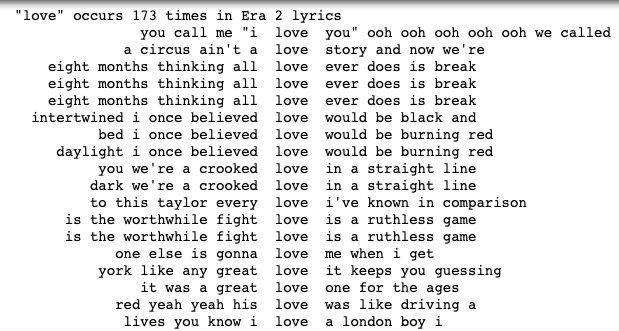 "love" occurs 173 times in Era 2 lyrics
you call me "i love you" ooh ooh ooh ooh ooh we called
a circus ain't a love story and now we're
eight months thinking all love ever does is break
eight months thinking all love ever does is break
eight months thinking all love ever does is break
intertwined i once believed love would be black and
bed i once believed love would be burning red
daylight i once believed love would be burning red
you we're a crooked love in a straight line
dark we're a crooked love in a straight line
to this taylor every love i've known in comparison
is the worthwhile fight love is a ruthless game
is the worthwhile fight love is a ruthless game
one else is gonna love me when i get
york like any great love it keeps you guessing
it was a great love one for the ages
red yeah yeah his love was like driving a
lives you know i love a london boy i